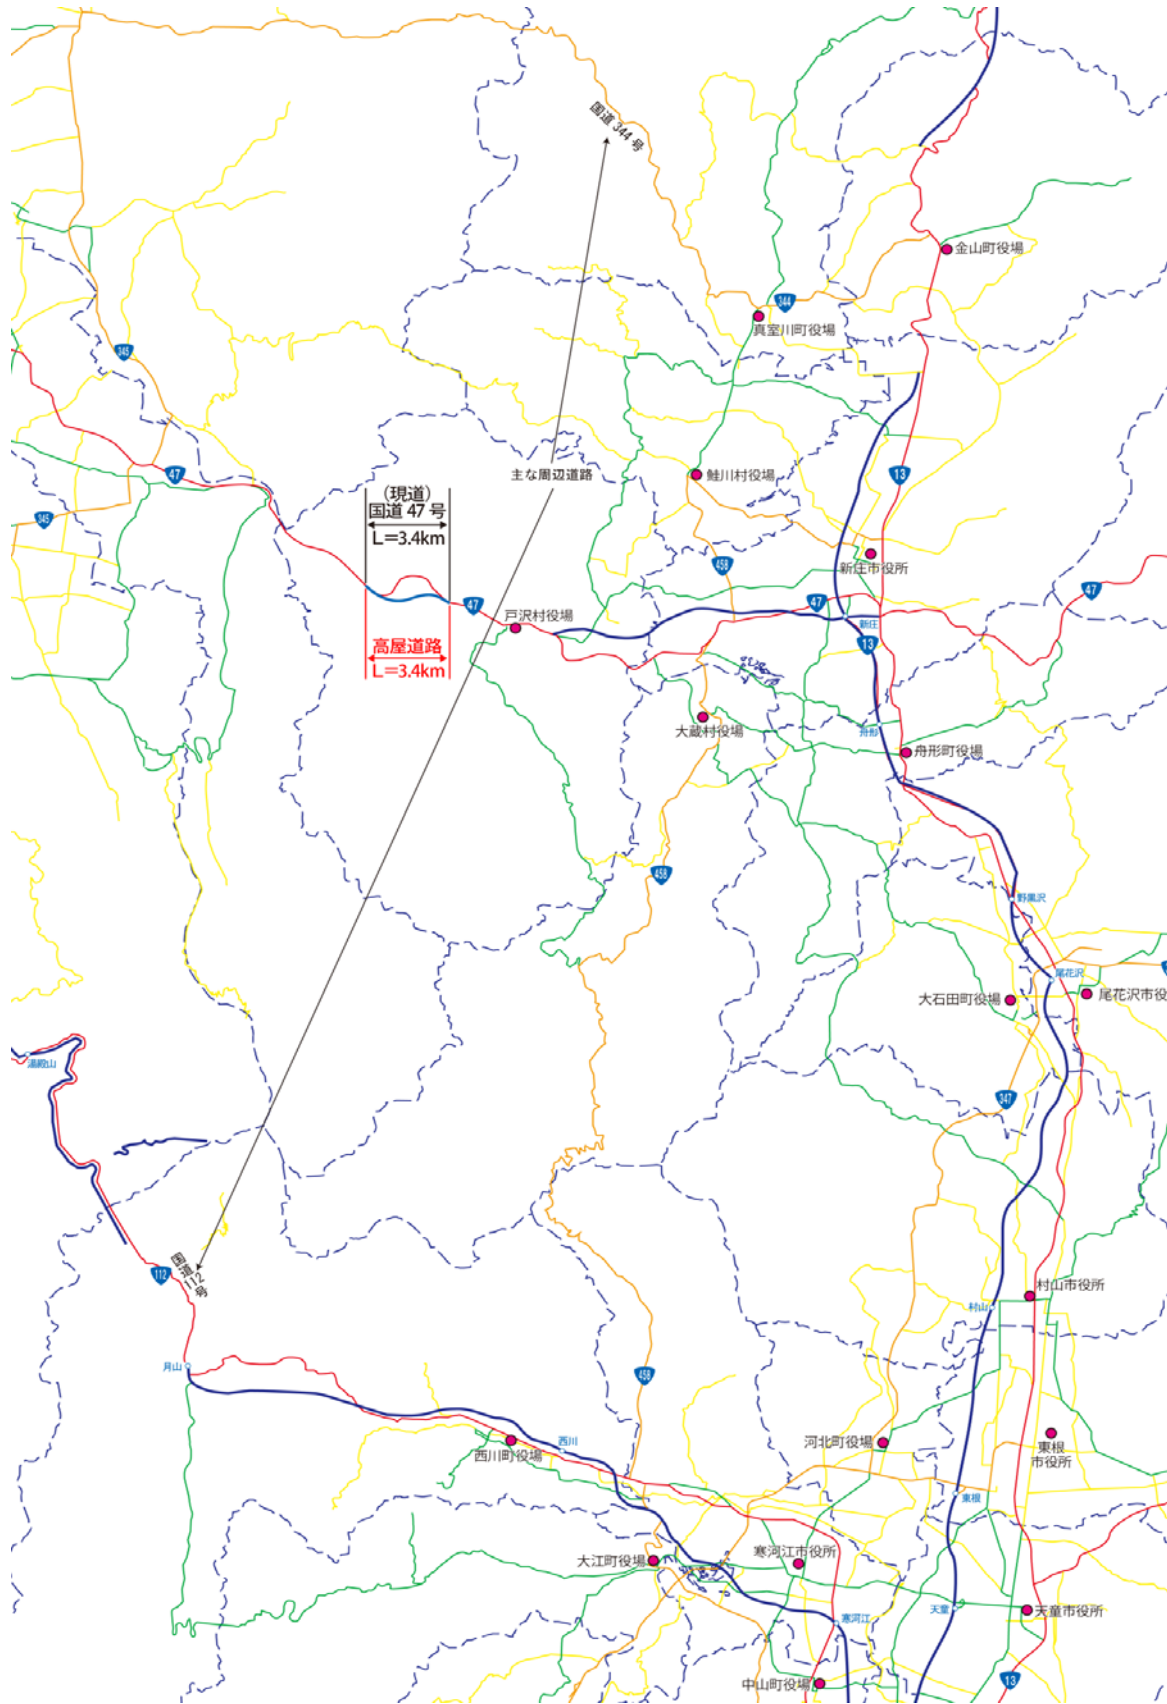 国道344号
金山町役場
344
真室川町役場
345
主な周辺道路
47
13
鮭川村役場
（現道）
国道 47 号
L＝3.4km
345
新庄市役所
458
47
47
47
戸沢村役場
新庄
13
高屋道路
L＝3.4km
大蔵村役場
舟形
舟形町役場
458
野黒沢
尾花沢
大石田町役場
尾花沢市役
湯殿山
347
国道112号
112
村山市役所
村山
月山
458
河北町役場
東根
市役所
西川
西川町役場
東根
寒河江市役所
大江町役場
天童
天童市役所
寒河江
中山町役場
13